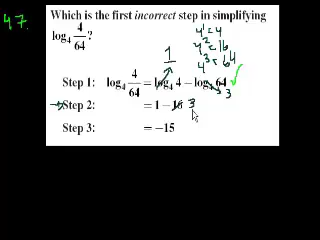 47.
Which is the first incorrect step in simplifying
log₄ 4/64?
4¹=4
4²=16
4³=64
1
Step 1: log₄ 4/64 = log₄ 4 − log₄ 64 ✓
3
→Step 2: = 1 − 16 3
Step 3: = −15